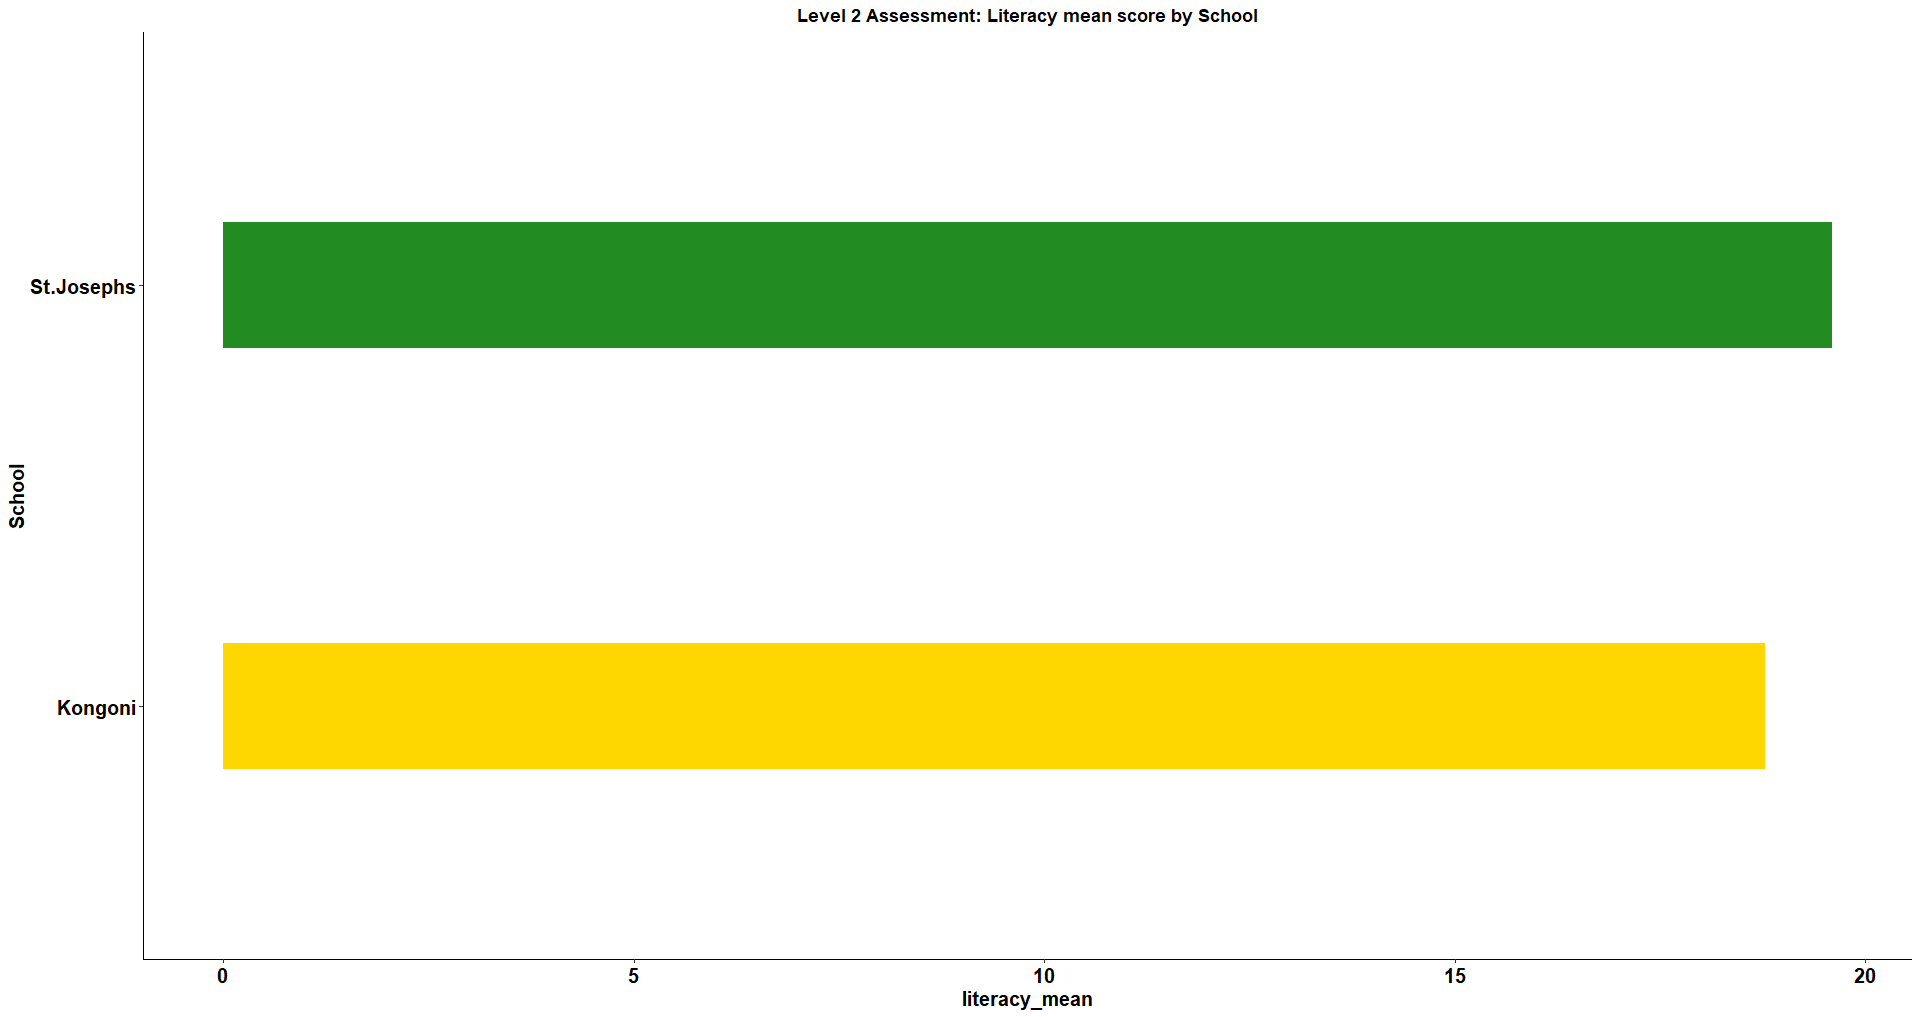 Level 2 Assessment: Literacy mean score by School
St.Josephs
School
Kongoni
0 5 10 15 20
literacy_mean